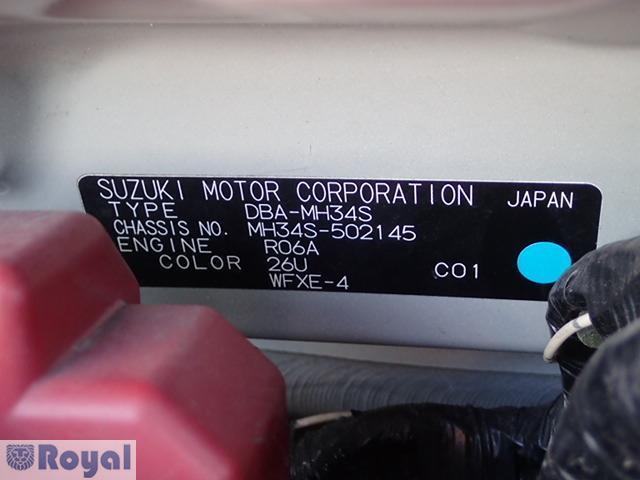 SUZUKI MOTOR CORPORATION JAPAN
TYPE DBA-MH34S
CHASSIS NO. MH34S-502145
ENGINE R06A
COLOR 26U C01
WFXE-4
Royal